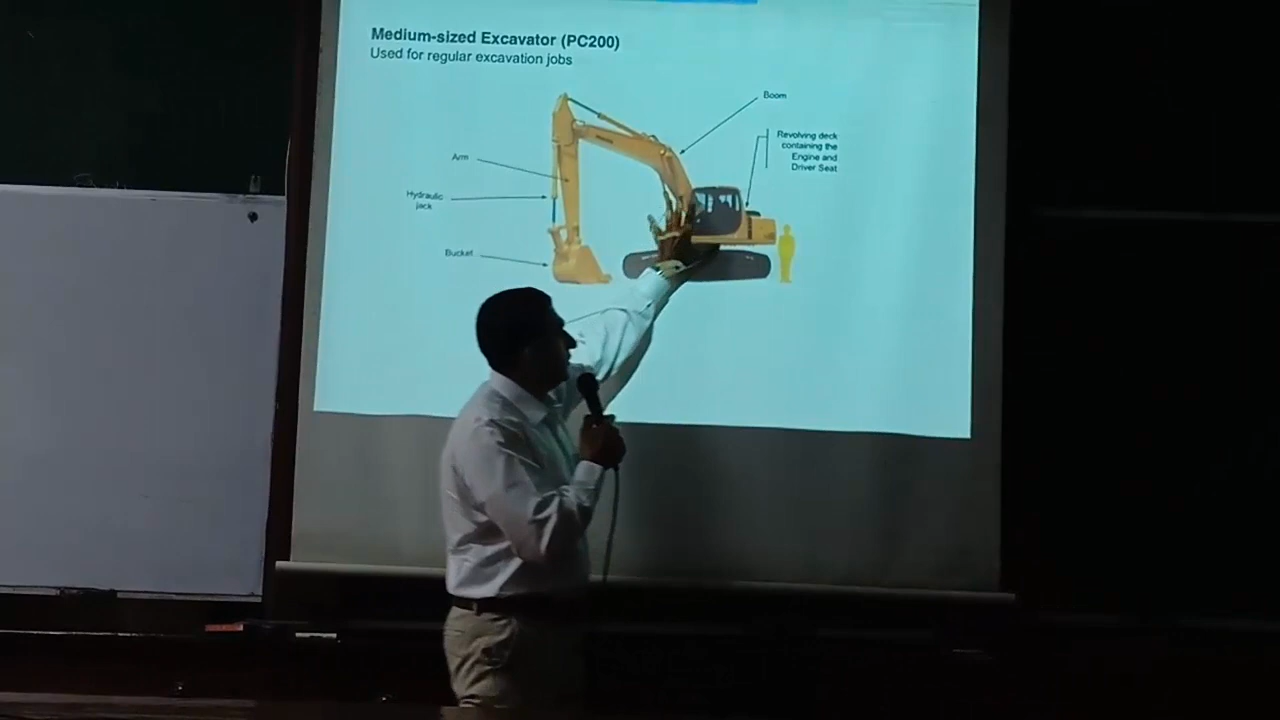 Medium-sized Excavator (PC200)
Used for regular excavation jobs
Boom
Revolving deck
containing the
Engine and
Driver Seat
Arm
Hydraulic
jack
Bucket